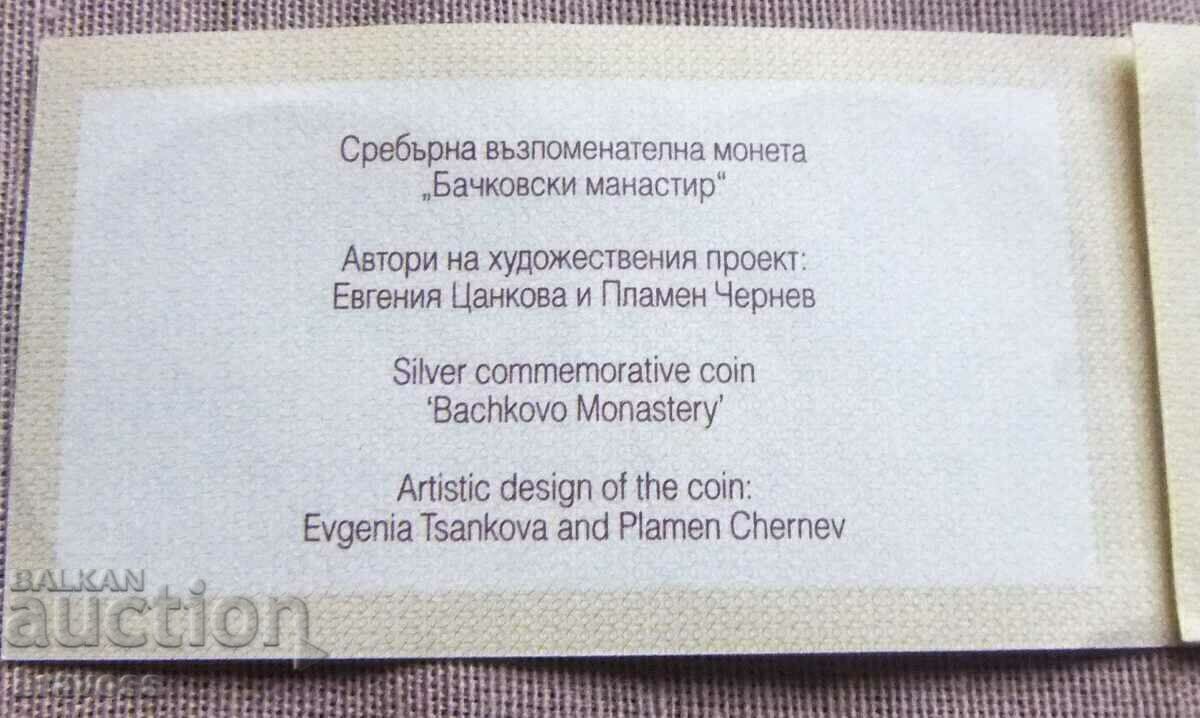 Сребърна възпоменателна монета
„Бачковски манастир“
Автори на художествения проект:
Евгения Цанкова и Пламен Чернев
Silver commemorative coin
‘Bachkovo Monastery’
Artistic design of the coin:
Evgenia Tsankova and Plamen Chernev
BALKAN
auction